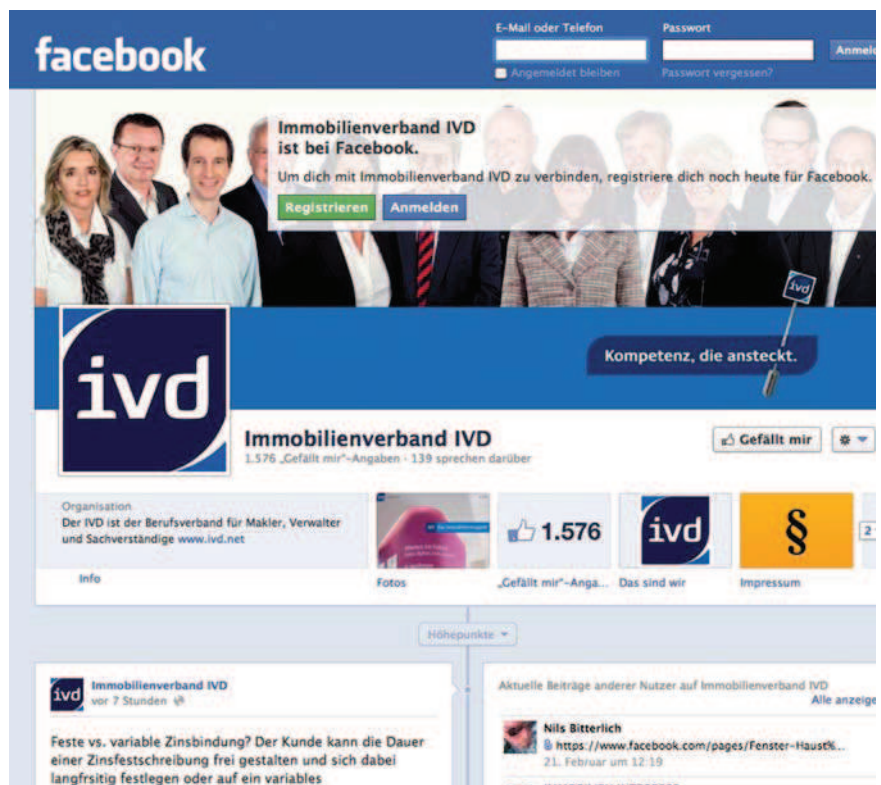 facebook
E-Mail oder Telefon
Passwort
Angemeldet bleiben
Passwort vergessen?
Immobilienverband IVD
ist bei Facebook.
Um dich mit Immobilienverband IVD zu verbinden, registriere dich noch heute für Facebook.
Registrieren
Anmelden
ivd
Kompetenz, die ansteckt.
ivd
Immobilienverband IVD
1.576 „Gefällt mir“-Angaben · 139 sprechen darüber
Gefällt mir
Organisation
Der IVD ist der Berufsverband für Makler, Verwalter
und Sachverständige www.ivd.net
Info
Fotos
1.576
„Gefällt mir“-Anga...
ivd
Das sind wir
§
Impressum
2
Höhepunkte
ivd
Immobilienverband IVD
vor 7 Stunden
Feste vs. variable Zinsbindung? Der Kunde kann die Dauer
einer Zinsfestschreibung frei gestalten und sich dabei
langfrsitig festlegen oder auf ein variables
Aktuelle Beiträge anderer Nutzer auf Immobilienverband IVD
Alle anzeige
Nils Bitterlich
https://www.facebook.com/pages/Fenster-Haust%...
21. Februar um 12:19